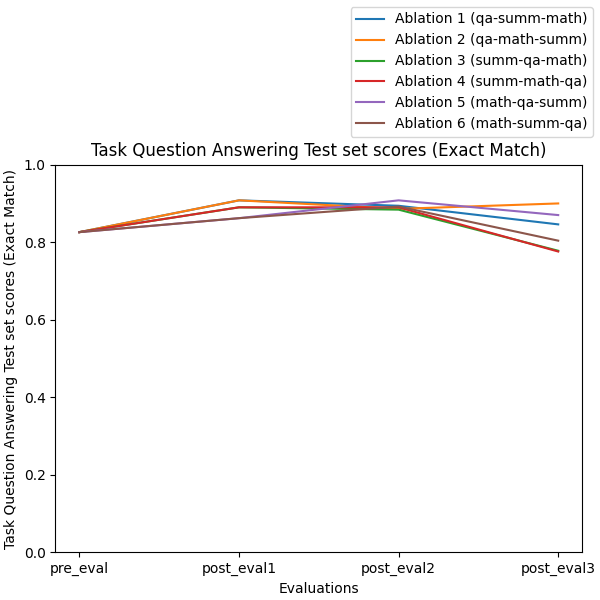 Ablation 1 (qa-summ-math)
Ablation 2 (qa-math-summ)
Ablation 3 (summ-qa-math)
Ablation 4 (summ-math-qa)
Ablation 5 (math-qa-summ)
Ablation 6 (math-summ-qa)
Task Question Answering Test set scores (Exact Match)
Task Question Answering Test set scores (Exact Match)
1.0
0.8
0.6
0.4
0.2
0.0
pre_eval post_eval1 post_eval2 post_eval3
Evaluations